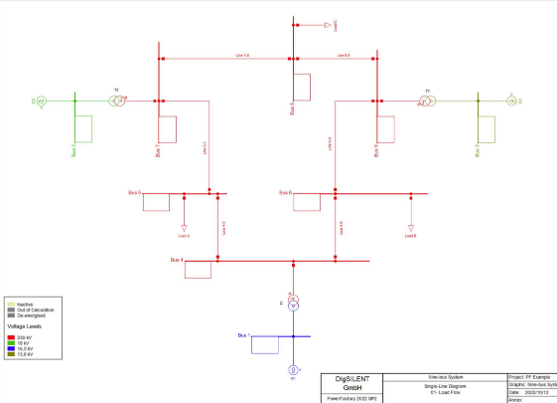 Load C
Line 7-8
Line 8-9
T2
T3
G2
G3
Bus 2
Bus 7
Bus 8
Bus 9
Bus 3
Line 5-7
Line 6-9
Bus 5
Bus 6
Load A
Load B
Line 4-5
Line 4-6
Bus 4
T1
Bus 1
G1
Inactive
Out of Calculation
De-energised
Voltage Levels
230 kV
18 kV
16,5 kV
13,8 kV
DIgSILENT
GmbH
PowerFactory 2022 SP2
Nine-bus System
Single-Line Diagram
01- Load Flow
Project: PF Example
Graphic: Nine-bus Syste
Date: 2022/10/12
Annex: